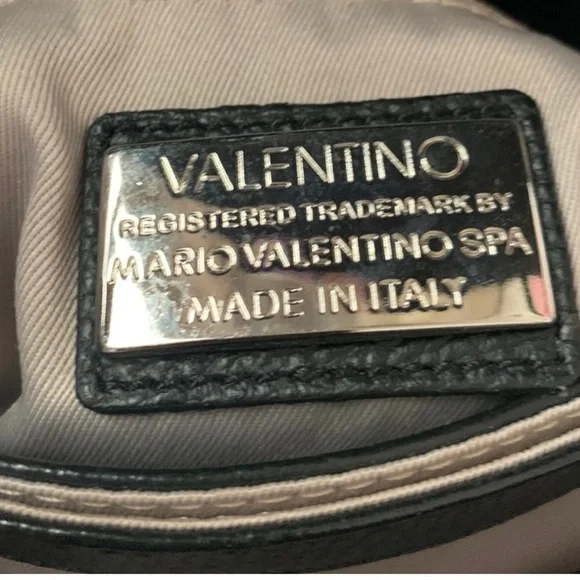 VALENTINO
REGISTERED TRADEMARK BY
MARIO VALENTINO SPA
MADE IN ITALY